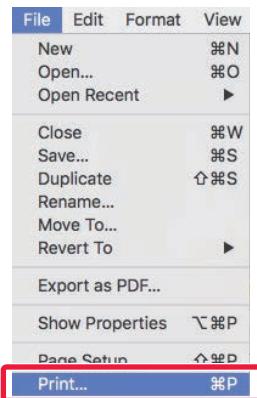 File Edit Format View
New ⌘N
Open... ⌘O
Open Recent ▶
Close ⌘W
Save... ⌘S
Duplicate ⇧⌘S
Rename...
Move To...
Revert To ▶
Export as PDF...
Show Properties ⌥⌘P
Page Setup ⇧⌘P
Print... ⌘P